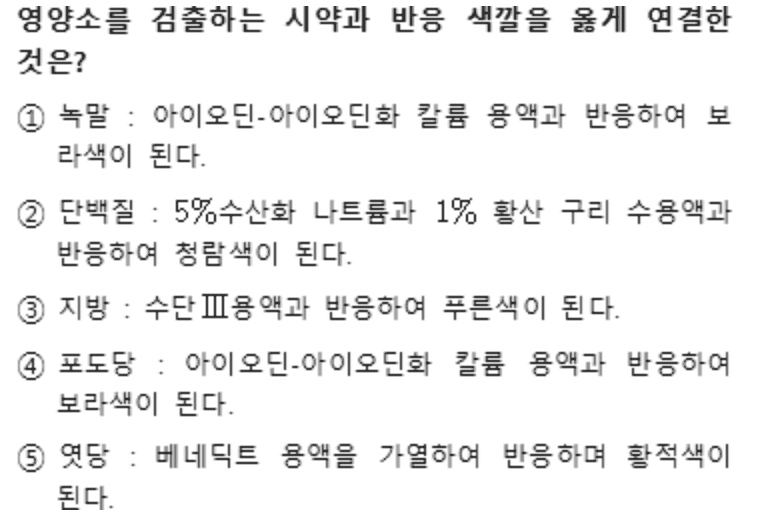 영양소를 검출하는 시약과 반응 색깔을 옳게 연결한
것은?
① 녹말 : 아이오딘-아이오딘화 칼륨 용액과 반응하여 보
라색이 된다.
② 단백질 : 5%수산화 나트륨과 1% 황산 구리 수용액과
반응하여 청람색이 된다.
③ 지방 : 수단Ⅲ용액과 반응하여 푸른색이 된다.
④ 포도당 : 아이오딘-아이오딘화 칼륨 용액과 반응하여
보라색이 된다.
⑤ 엿당 : 베네딕트 용액을 가열하여 반응하며 황적색이
된다.